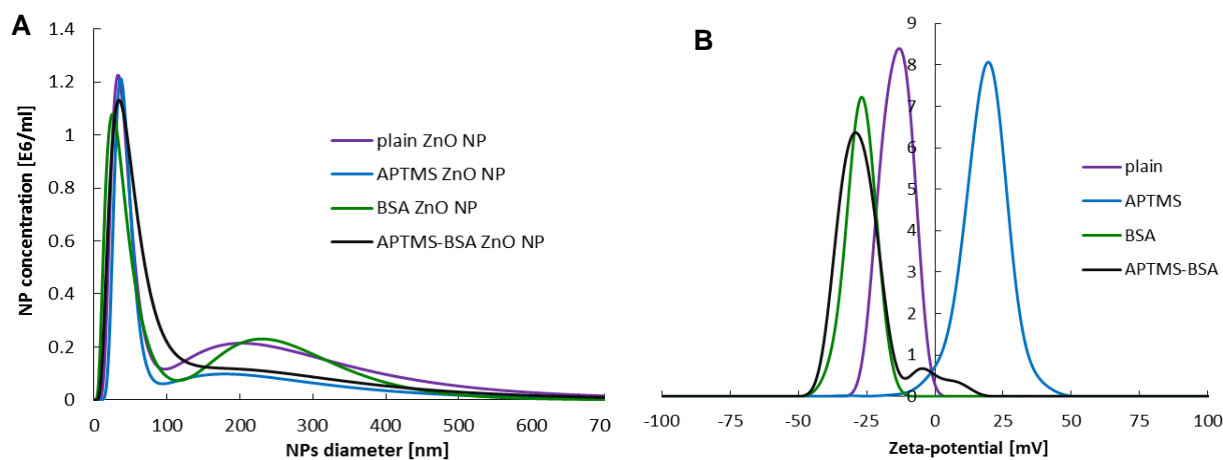 A
NP concentration [E6/ml]
1.4
1.2
1
0.8
0.6
0.4
0.2
0
0 100 200 300 400 500 600 70
NPs diameter [nm]
plain ZnO NP
APTMS ZnO NP
BSA ZnO NP
APTMS-BSA ZnO NP
B
9
8
7
6
5
4
3
2
1
0
-100 -75 -50 -25 0 25 50 75 100
Zeta-potential [mV]
plain
APTMS
BSA
APTMS-BSA